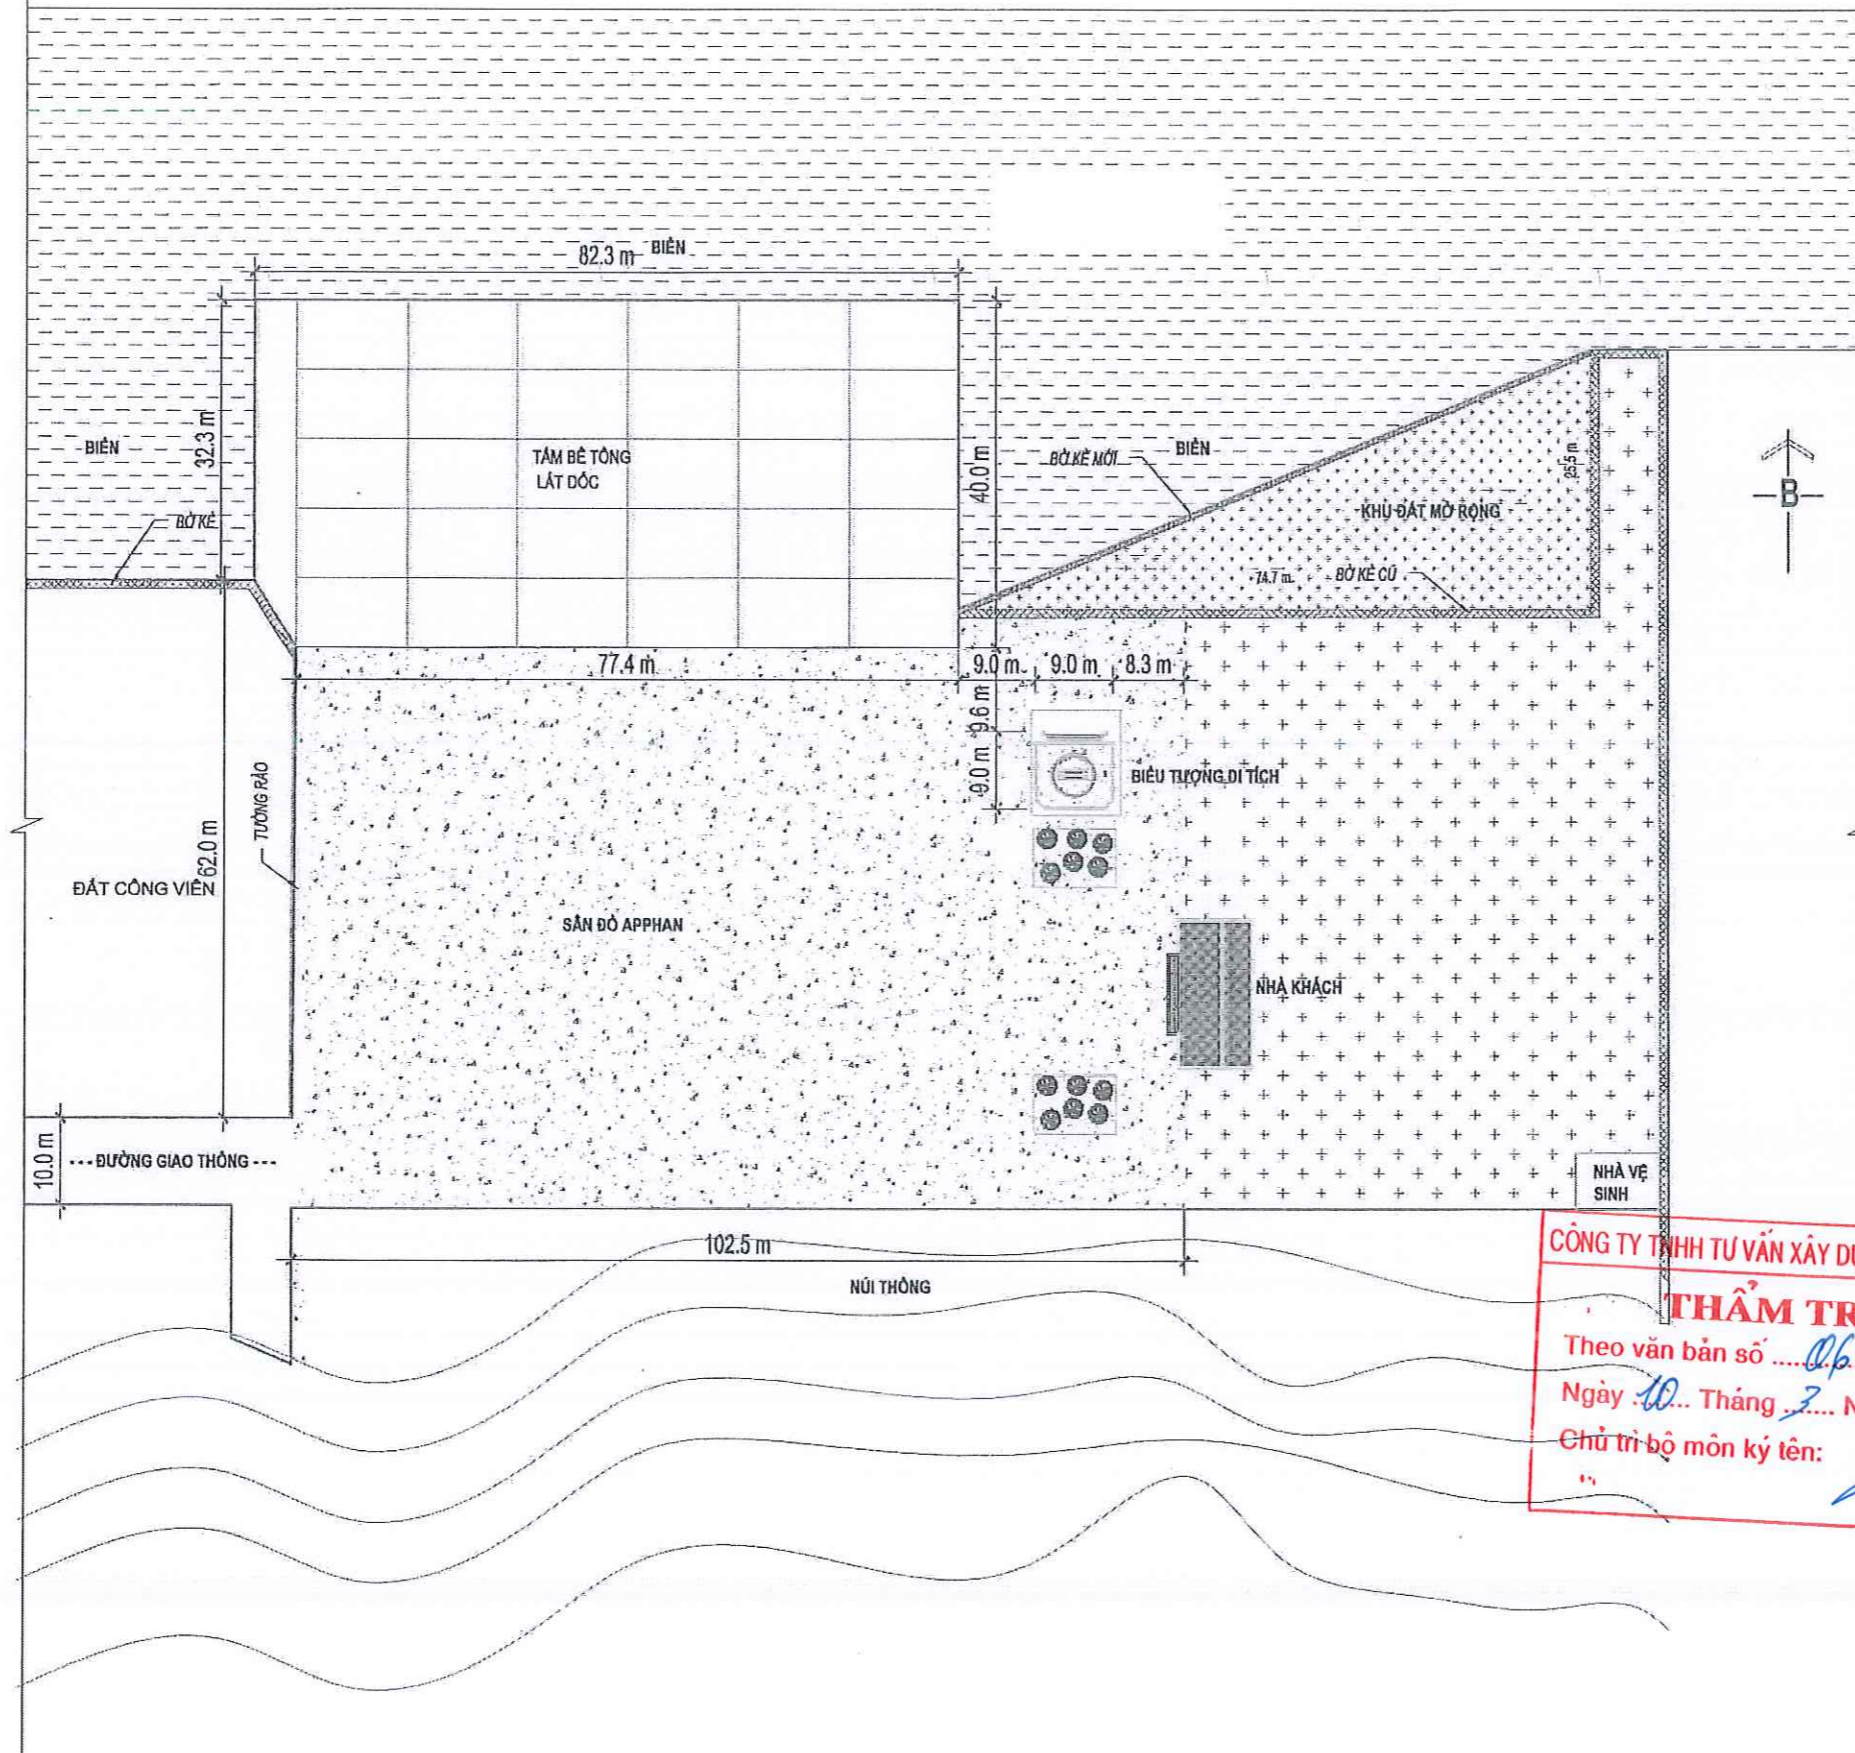 82.3 m
BIỂN
32.3 m
BIỂN
BỜ KÈ
TẤM BÊ TÔNG
LÁT DỐC
40.0 m
BỜ KÈ MỚI
BIỂN
KHU ĐẤT MỞ RỘNG
25.5 m
74.7 m
BỜ KÈ CŨ
B
77.4 m
9.0 m
9.0 m
8.3 m
9.6 m
9.0 m
BIỂU TƯỢNG DI TÍCH
TƯỜNG RÀO
62.0 m
ĐẤT CÔNG VIÊN
SÂN ĐỖ APPHAN
NHÀ KHÁCH
10.0 m
ĐƯỜNG GIAO THÔNG
NHÀ VỆ
SINH
102.5 m
NÚI THÔNG
CÔNG TY TNHH TƯ VẤN XÂY
THẨM TR
Theo văn bản số ....06
Ngày .10... Tháng .3.... N
Chủ trì bộ môn ký tên: